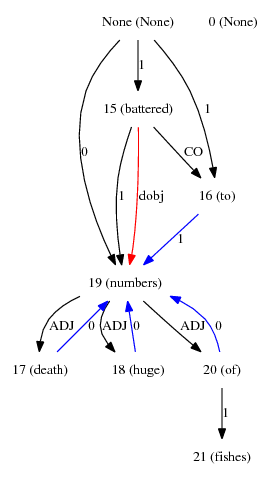 None (None) 0 (None)
1
15 (battered)
0 1 dobj CO 1
16 (to)
1
19 (numbers)
ADJ 0 ADJ 0 ADJ 0
17 (death) 18 (huge) 20 (of)
1
21 (fishes)